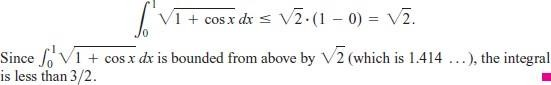 ∫₀¹ √(1 + cos x) dx ≤ √2 · (1 − 0) = √2.
Since ∫₀¹ √(1 + cos x) dx is bounded from above by √2 (which is 1.414 ...), the integral
is less than 3/2.